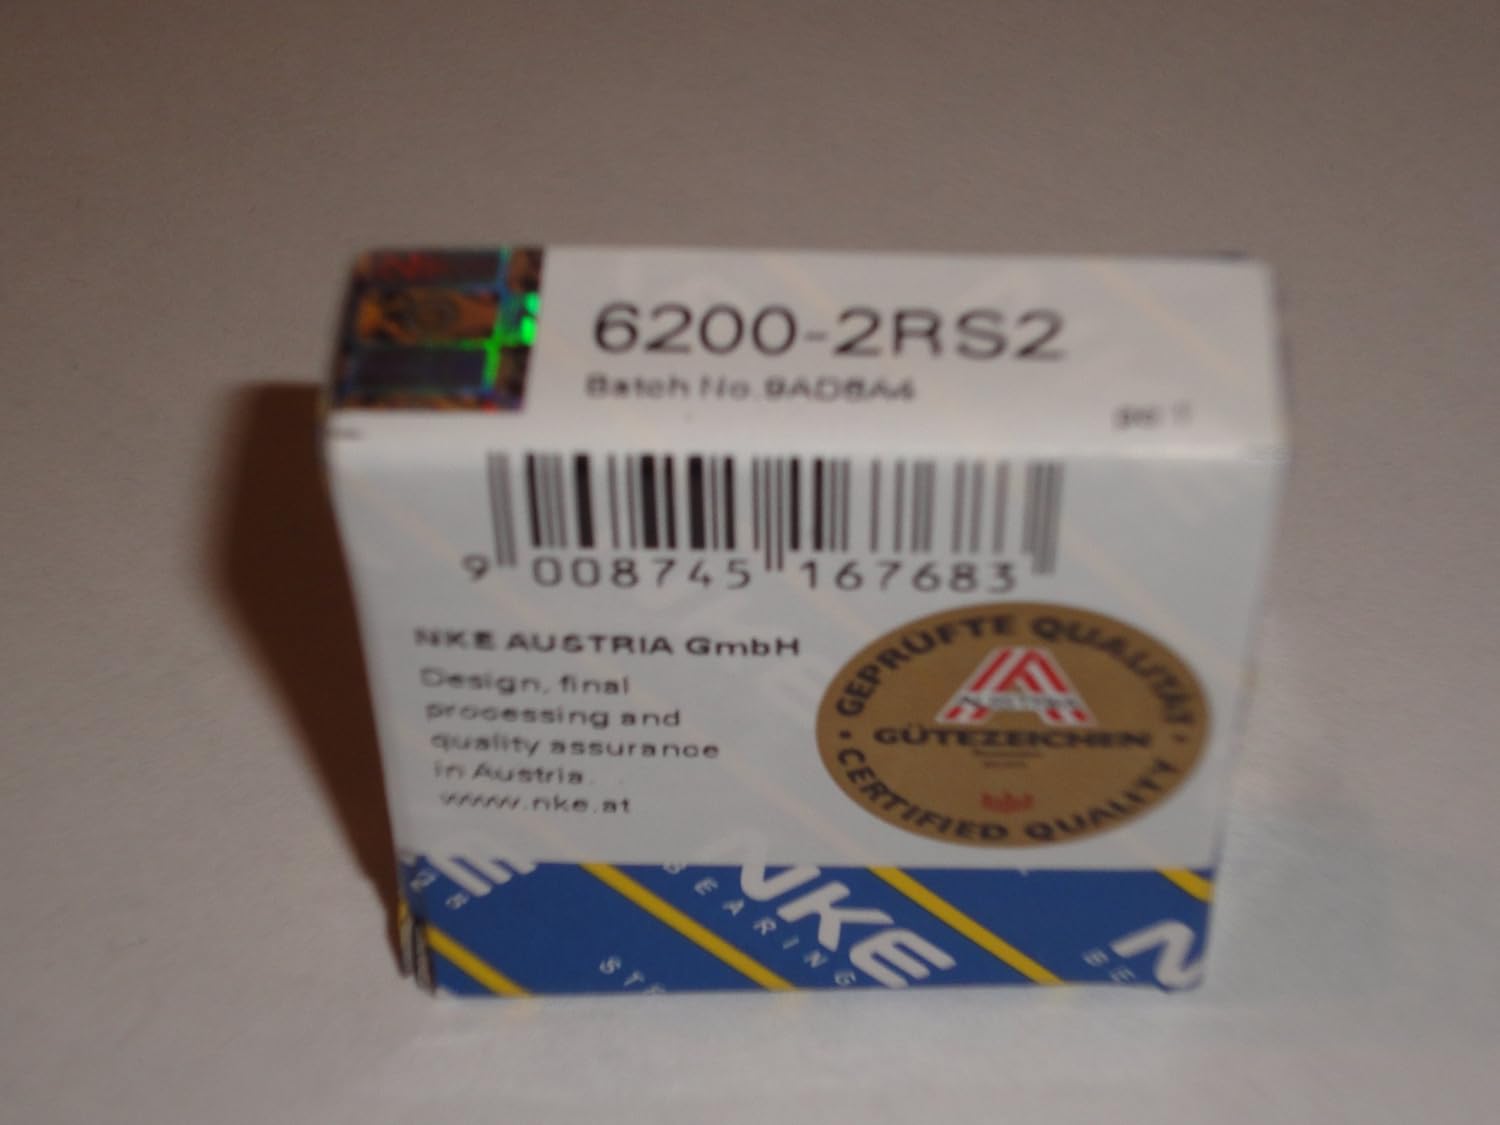 6200-2RS2
Batch No.9AD8A4
9 008745 167683
NKE AUSTRIA GmbH
Design, final
processing and
quality assurance
in Austria.
www.nke.at
• GEPRÜFTE QUALITÄT •
GÜTEZEICHEN
CERTIFIED QUALITY
NKE
BEARING